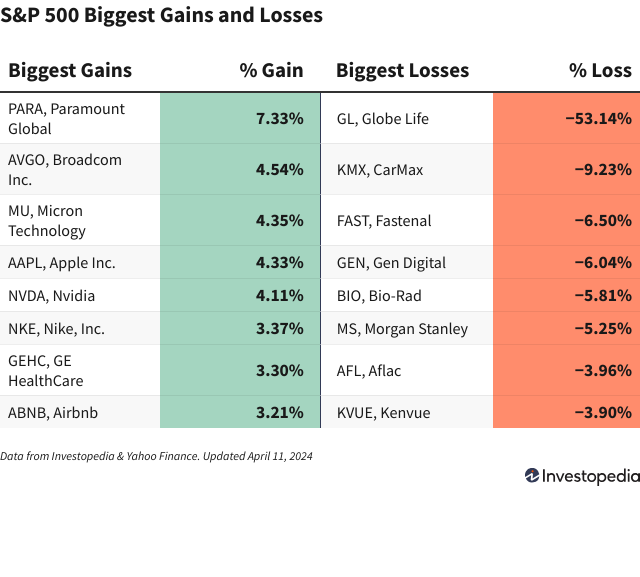 S&P 500 Biggest Gains and Losses
Biggest Gains % Gain Biggest Losses % Loss
PARA, Paramount
Global 7.33% GL, Globe Life −53.14%
AVGO, Broadcom
Inc. 4.54% KMX, CarMax −9.23%
MU, Micron
Technology 4.35% FAST, Fastenal −6.50%
AAPL, Apple Inc. 4.33% GEN, Gen Digital −6.04%
NVDA, Nvidia 4.11% BIO, Bio-Rad −5.81%
NKE, Nike, Inc. 3.37% MS, Morgan Stanley −5.25%
GEHC, GE
HealthCare 3.30% AFL, Aflac −3.96%
ABNB, Airbnb 3.21% KVUE, Kenvue −3.90%
Data from Investopedia & Yahoo Finance. Updated April 11, 2024
Investopedia